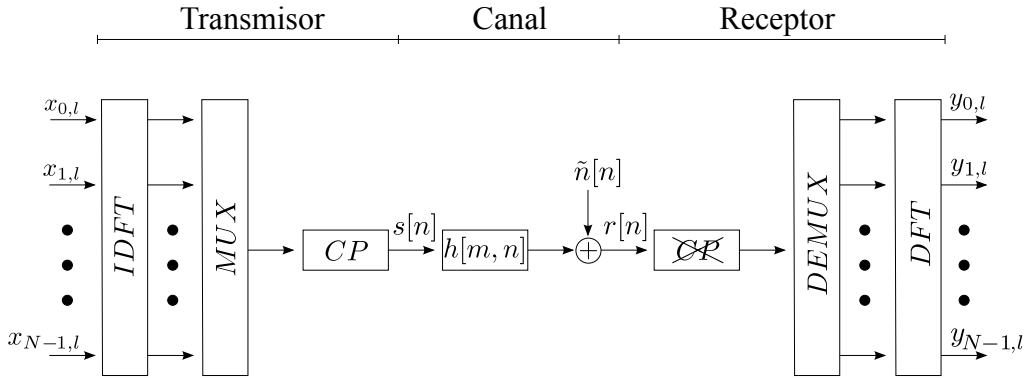 Transmisor Canal Receptor
x_{0,l}
x_{1,l}
x_{N-1,l}
IDFT
MUX
CP
s[n]
h[m, n]
ñ[n]
r[n]
CP
DEMUX
DFT
y_{0,l}
y_{1,l}
y_{N-1,l}